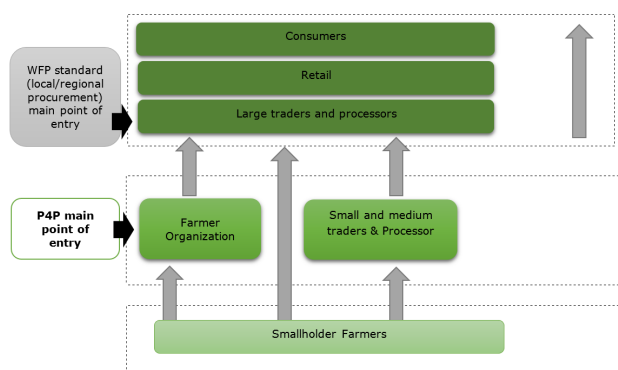 Consumers
Retail
Large traders and processors
WFP standard
(local/regional
procurement)
main point of
entry
P4P main
point of
entry
Farmer
Organization
Small and medium
traders & Processor
Smallholder Farmers